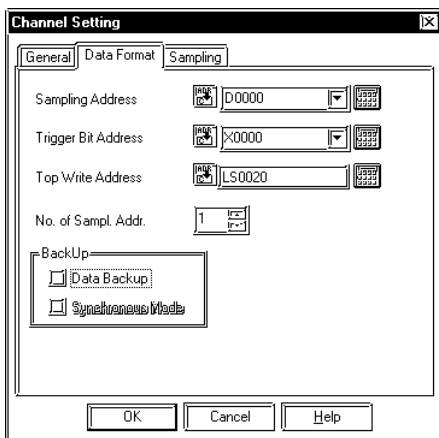 Channel Setting
General Data Format Sampling
Sampling Address D0000
Trigger Bit Address X0000
Top Write Address LS0020
No. of Sampl. Addr. 1
BackUp
Data Backup
Synchronous Mode
OK Cancel Help